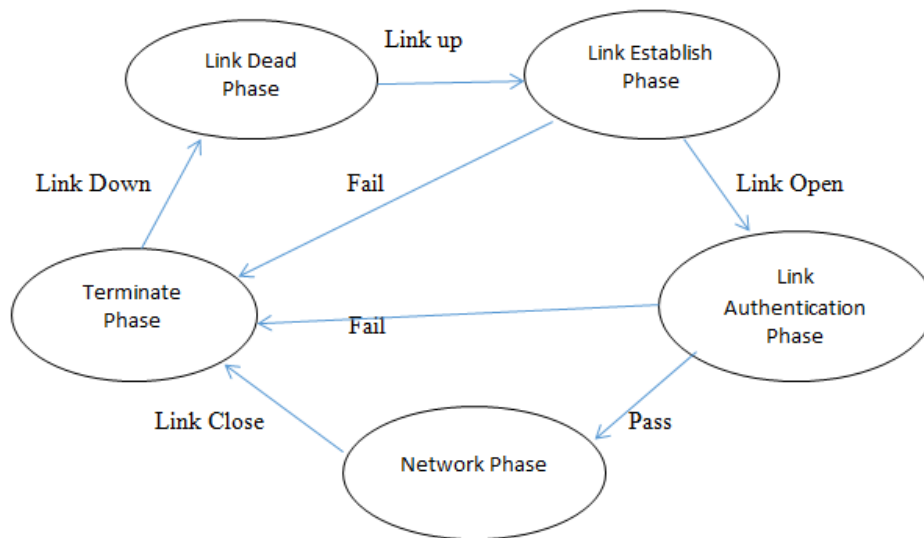 Link Dead
Phase
Link up
Link Establish
Phase
Link Down
Fail
Link Open
Terminate
Phase
Fail
Link
Authentication
Phase
Link Close
Network Phase
Pass